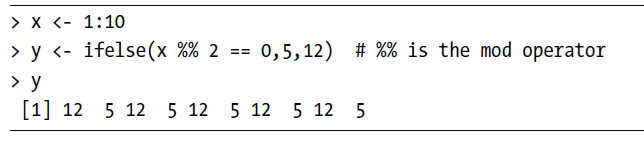 > x <- 1:10
> y <- ifelse(x %% 2 == 0,5,12)  # %% is the mod operator
> y
 [1] 12  5 12  5 12  5 12  5 12  5